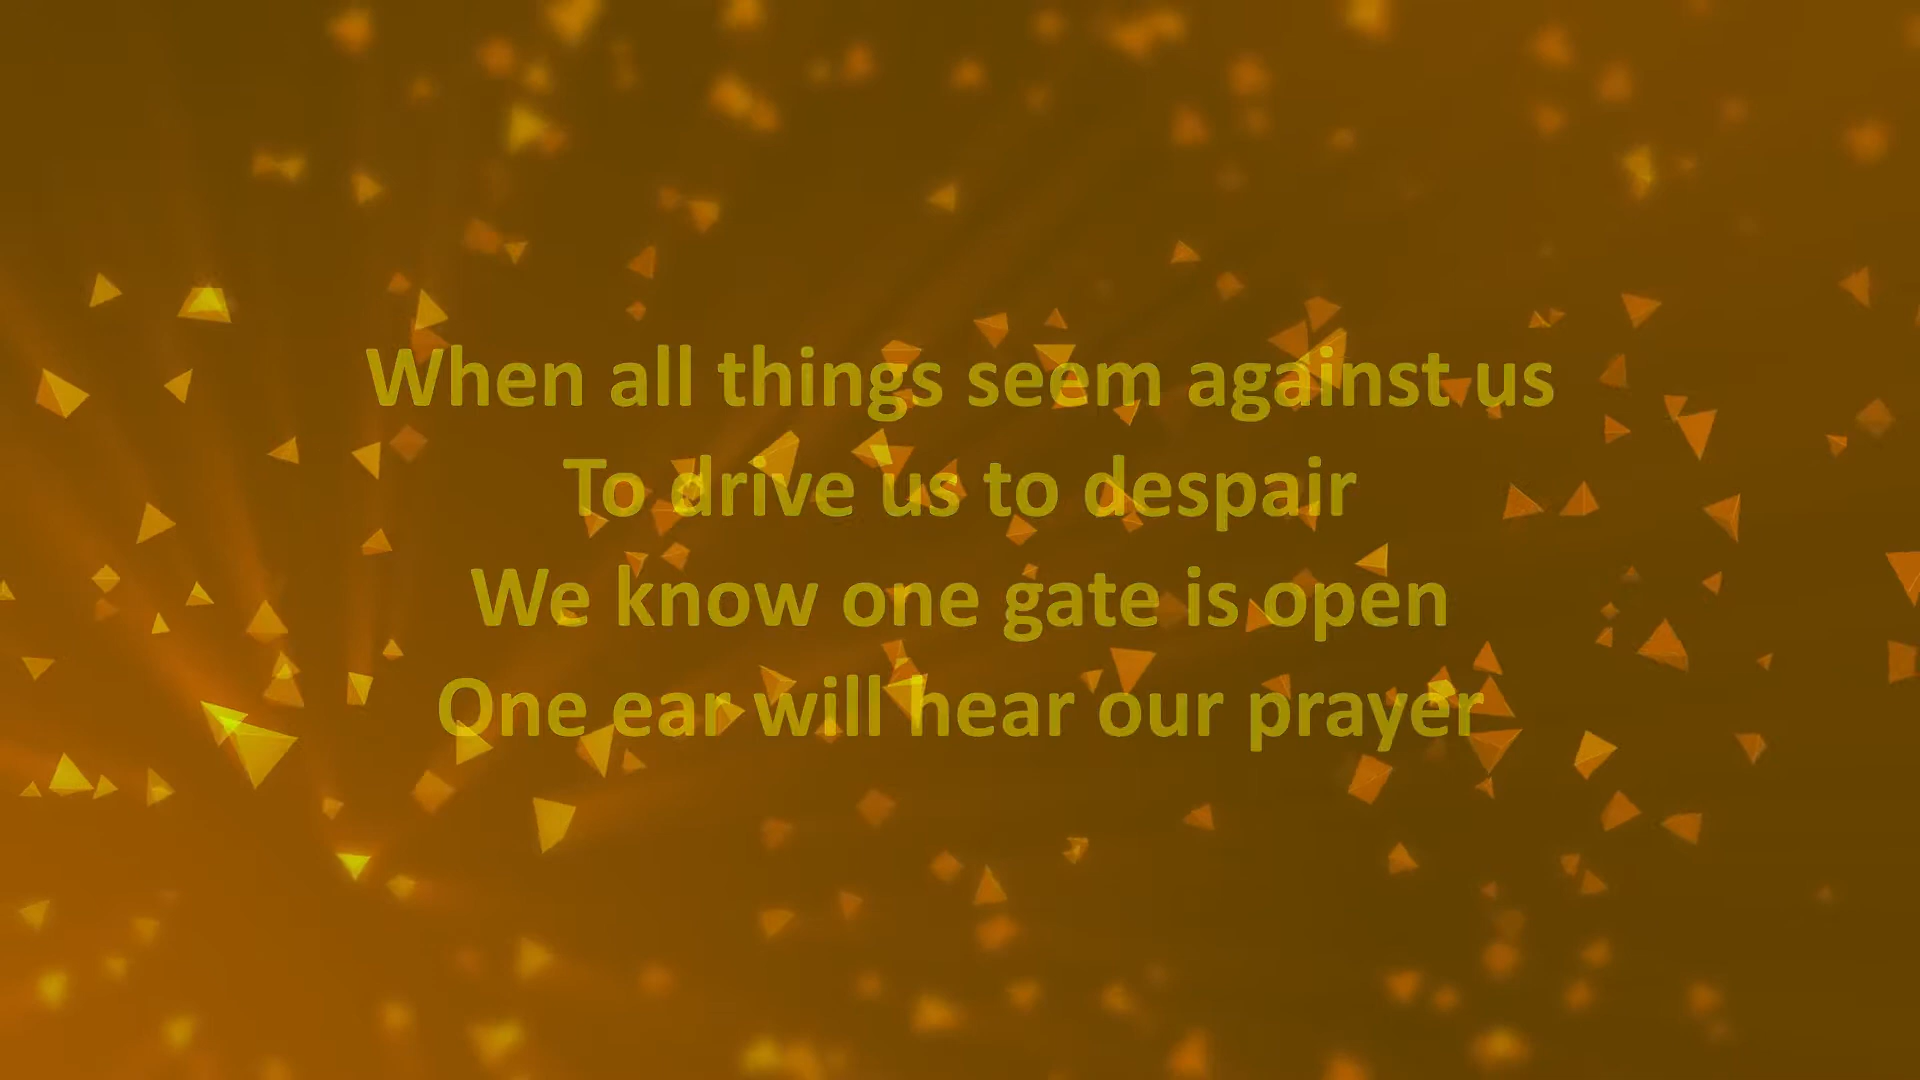 When all things seem against us
To drive us to despair
We know one gate is open
One ear will hear our prayer